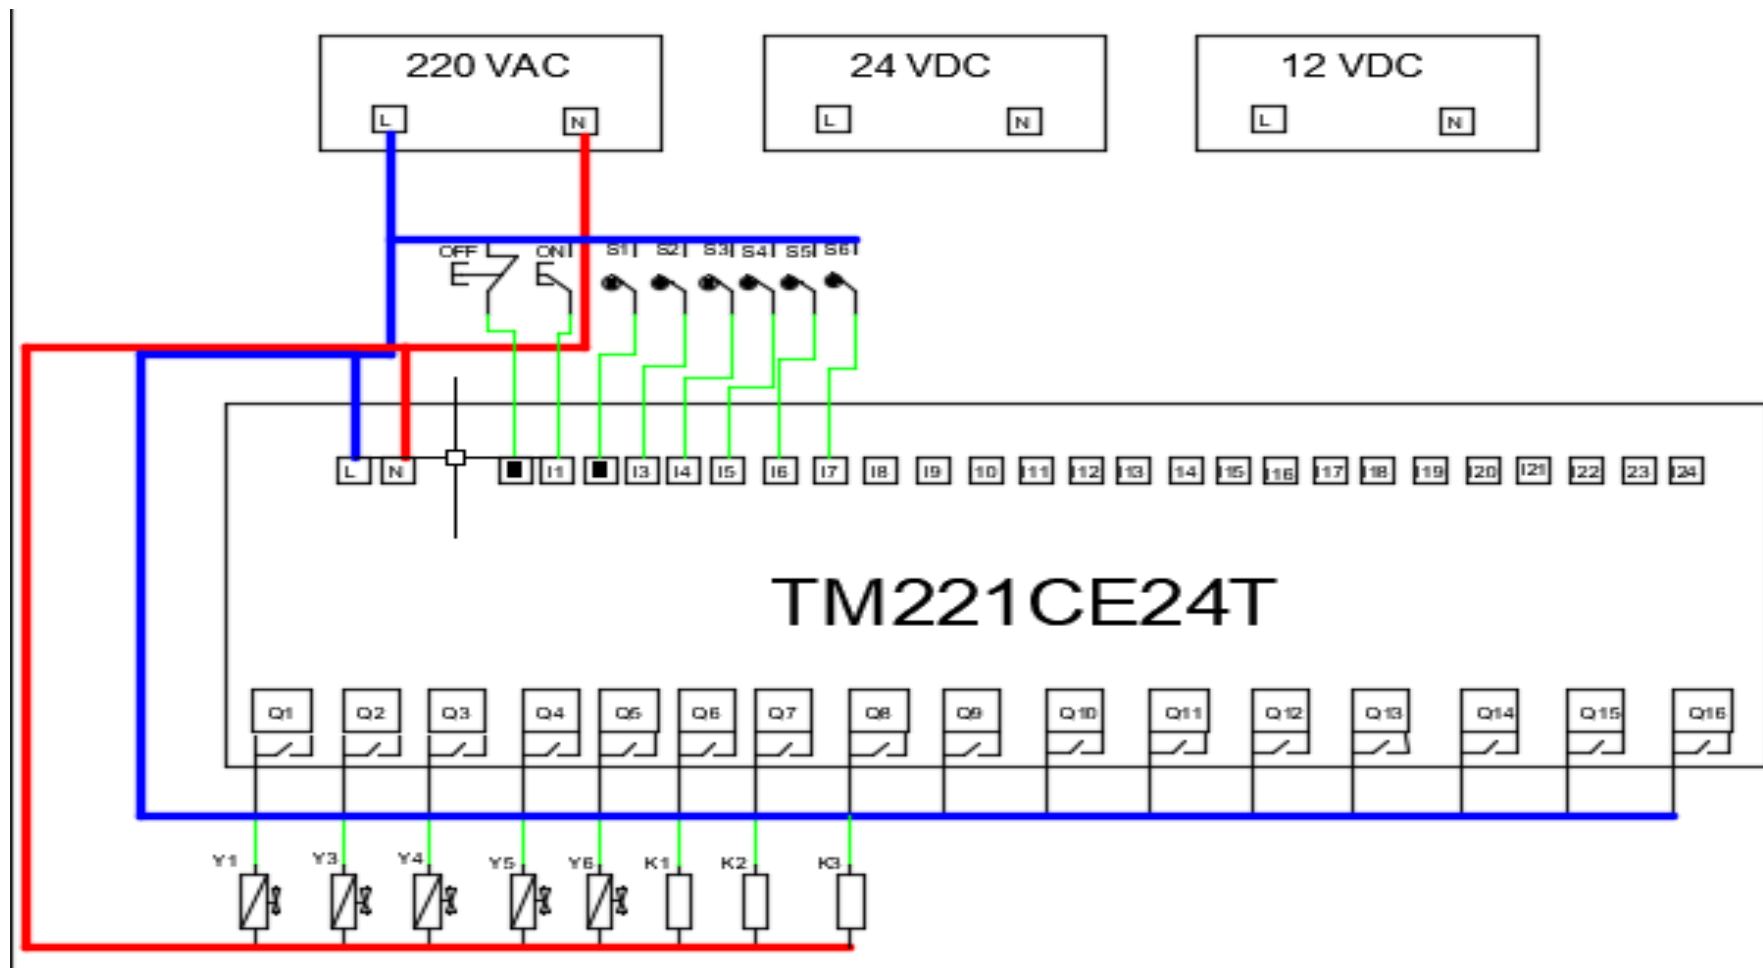 220 VAC 24 VDC 12 VDC
L N L N L N
OFF ON S1 S2 S3 S4 S5 S6
L N I1 I3 I4 I5 I6 I7 I8 I9 10 I11 I12 I13 14 I15 I16 I17 I18 I19 I20 I21 I22 23 I24
TM221CE24T
Q1 Q2 Q3 Q4 Q5 Q6 Q7 Q8 Q9 Q10 Q11 Q12 Q13 Q14 Q15 Q16
Y1 Y3 Y4 Y5 Y6 K1 K2 K3